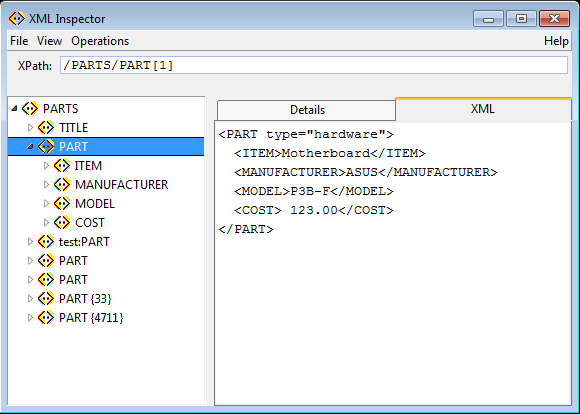 XML Inspector
File View Operations Help
XPath: /PARTS/PART[1]
PARTS
TITLE
PART
ITEM
MANUFACTURER
MODEL
COST
test:PART
PART
PART
PART {33}
PART {4711}
Details XML
<PART type="hardware">
<ITEM>Motherboard</ITEM>
<MANUFACTURER>ASUS</MANUFACTURER>
<MODEL>P3B-F</MODEL>
<COST> 123.00</COST>
</PART>